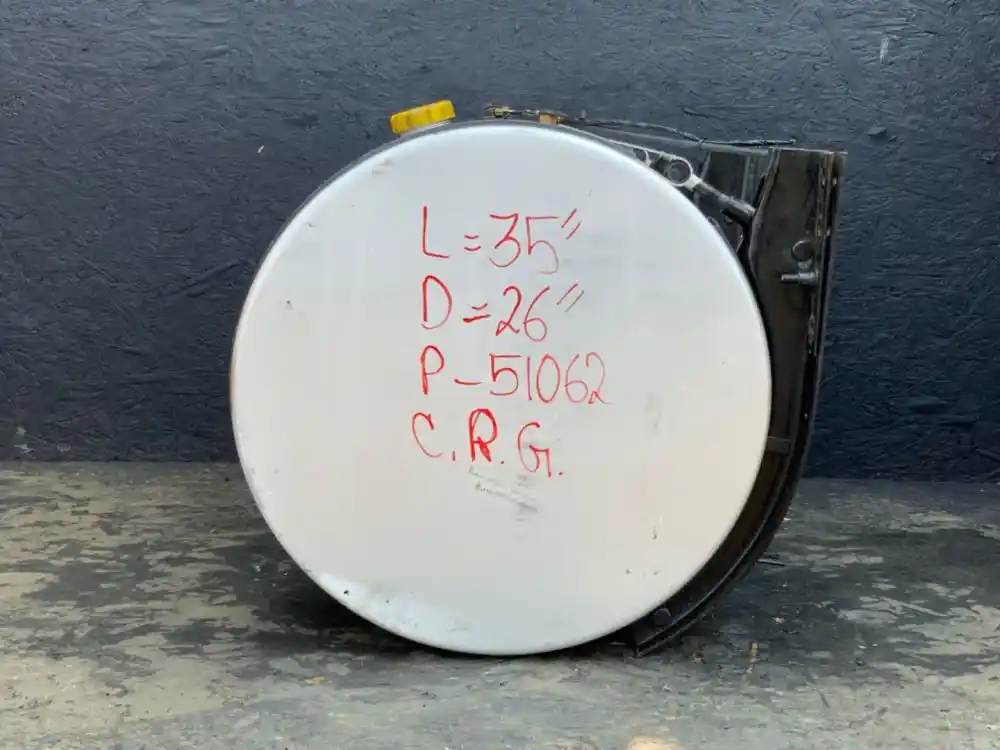 L = 35"
D = 26"
P - 51062
C.R.G.